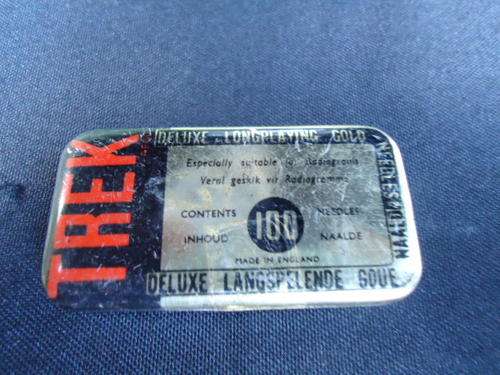 TREK
DELUXE LONGPLAYING GOLD
Especially suitable for Radiograms
Veral geskik vir Radiogramme
CONTENTS 100 NEEDLES
INHOUD NAALDE
MADE IN ENGLAND
DELUXE LANGSPELENDE GOUE